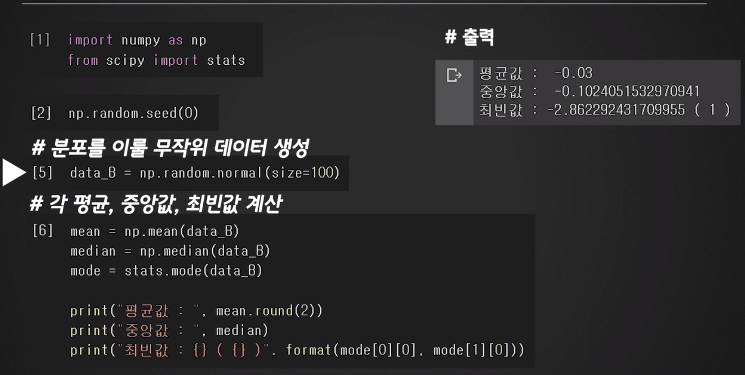 [1] import numpy as np
from scipy import stats
[2] np.random.seed(0)
# 분포를 이룰 무작위 데이터 생성
[5] data_B = np.random.normal(size=100)
# 각 평균, 중앙값, 최빈값 계산
[6] mean = np.mean(data_B)
median = np.median(data_B)
mode = stats.mode(data_B)
print("평균값 : ", mean.round(2))
print("중앙값 : ", median)
print("최빈값 : {} ( {} )". format(mode[0][0], mode[1][0]))
# 출력
평균값 : -0.03
중앙값 : -0.1024051532970941
최빈값 : -2.862292431709955 ( 1 )